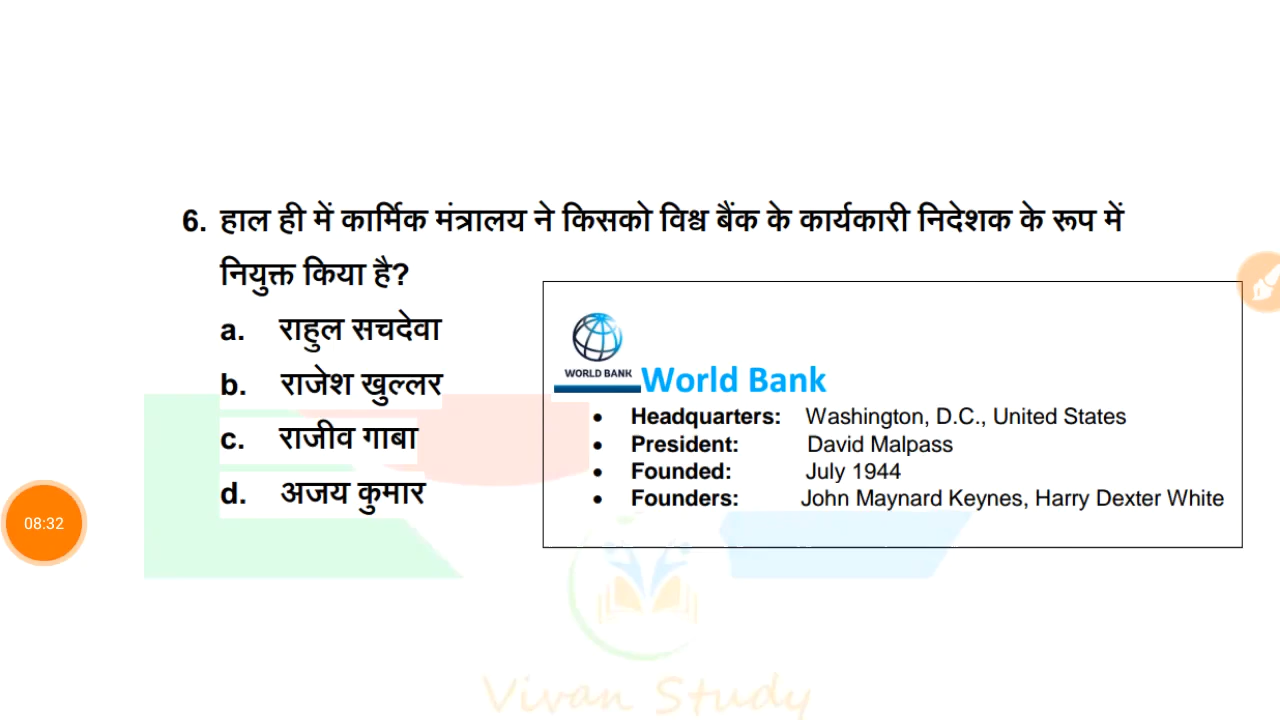 6. हाल ही में कार्मिक मंत्रालय ने किसको विश्व बैंक के कार्यकारी निदेशक के रूप में
नियुक्त किया है?
a. राहुल सचदेवा
b. राजेश खुल्लर
c. राजीव गाबा
d. अजय कुमार
WORLD BANK
World Bank
• Headquarters: Washington, D.C., United States
• President: David Malpass
• Founded: July 1944
• Founders: John Maynard Keynes, Harry Dexter White
08:32
Vivan Study